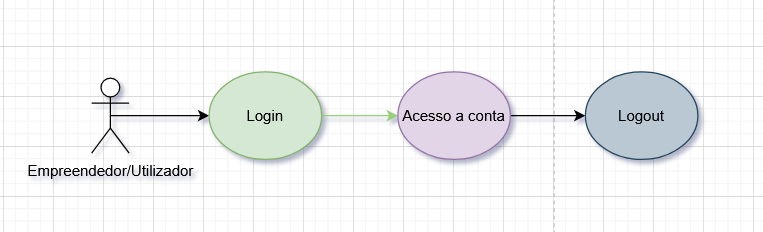 Login
Acesso a conta
Logout
Empreendedor/Utilizador